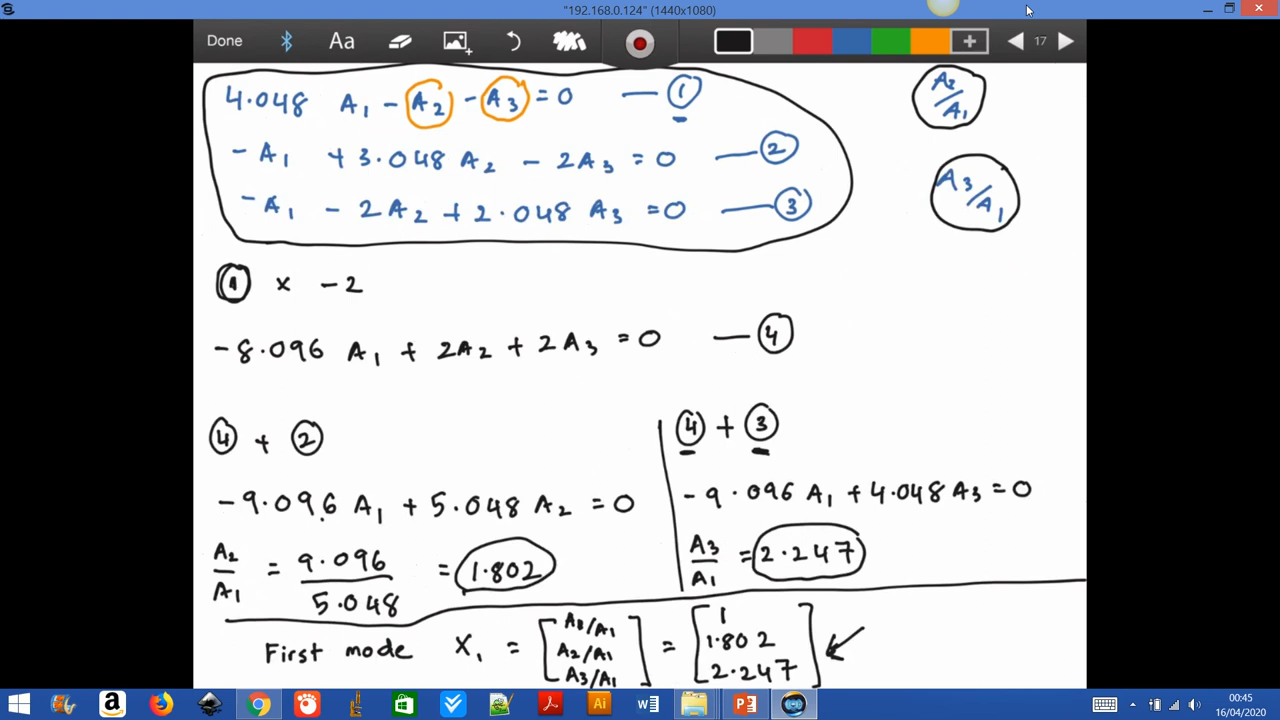 "192.168.0.124" (1440x1080)
Done Aa 17
4.048 A₁ - A₂ - A₃ = 0 — ①
- A₁ + 3.048 A₂ - 2A₃ = 0 — ②
- A₁ - 2A₂ + 2.048 A₃ = 0 — ③
A₂/A₁
A₃/A₁
① x -2
-8.096 A₁ + 2A₂ + 2A₃ = 0 — ④
④ + ②
-9.096 A₁ + 5.048 A₂ = 0
A₂/A₁ = 9.096/5.048 = 1.802
④ + ③
-9.096 A₁ + 4.048 A₃ = 0
A₃/A₁ = 2.247
First mode X₁ = [A₁/A₁ A₂/A₁ A₃/A₁] = [1 1.802 2.247]
a Ai W P
00:45
16/04/2020